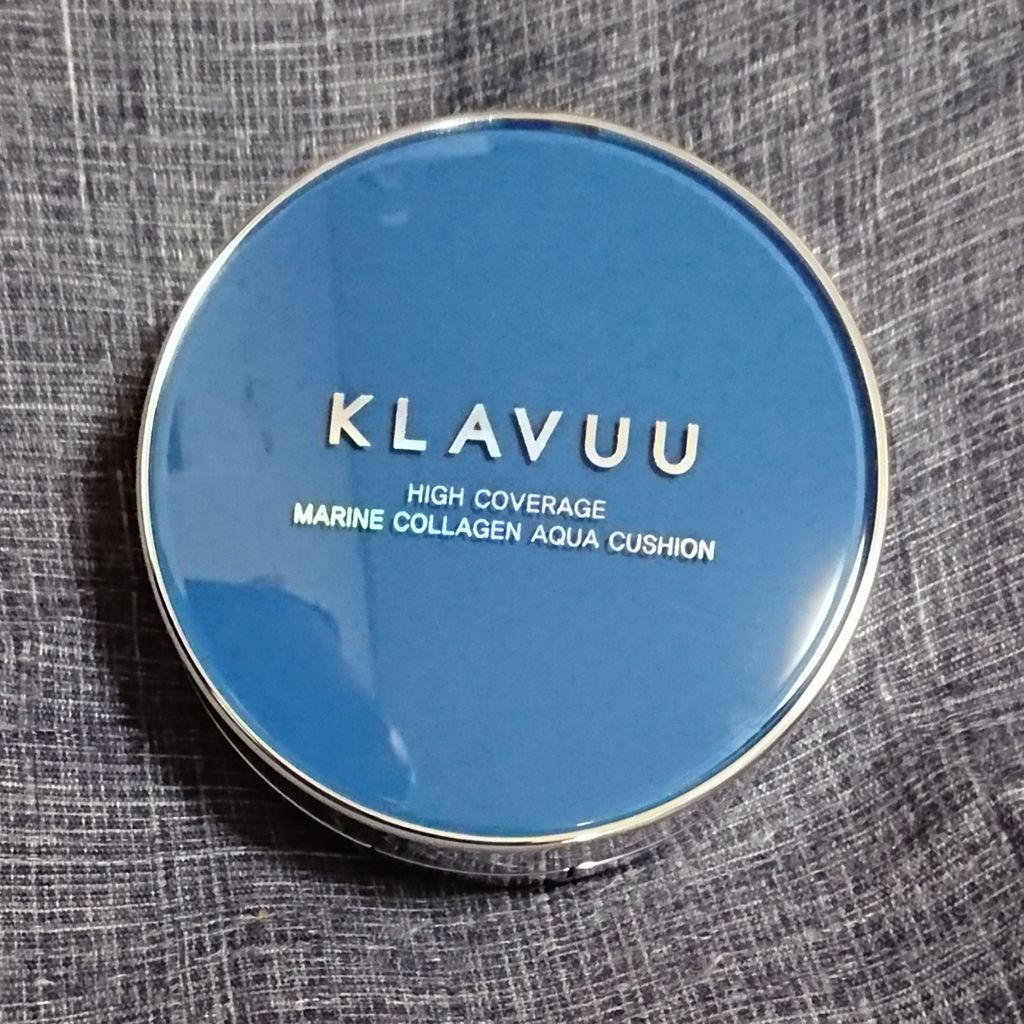 KLAVUU
HIGH COVERAGE
MARINE COLLAGEN AQUA CUSHION